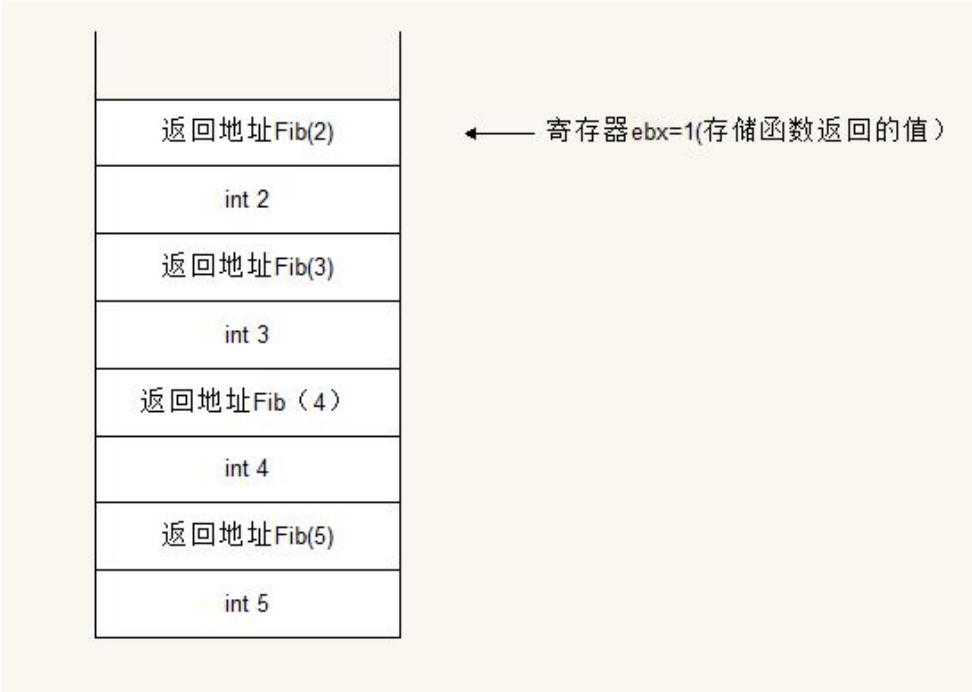 返回地址Fib(2)
寄存器ebx=1(存储函数返回的值）
int 2
返回地址Fib(3)
int 3
返回地址Fib（4）
int 4
返回地址Fib(5)
int 5